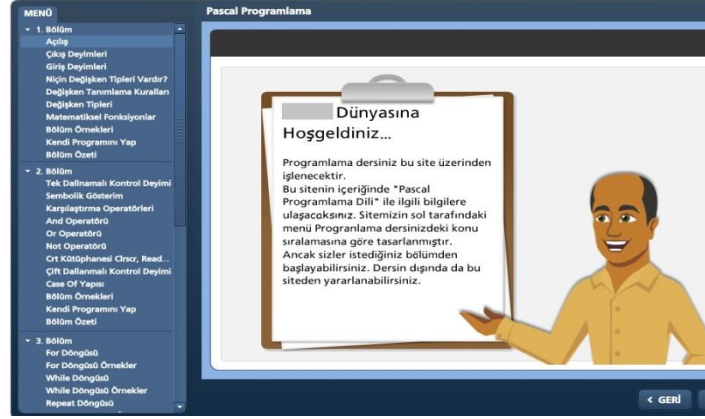 MENÜ
1. Bölüm
Açılış
Çıkış Deyimleri
Giriş Deyimleri
Niçin Değişken Tipleri Vardır?
Değişken Tanımlama Kuralları
Değişken Tipleri
Matematiksel Fonksiyonlar
Bölüm Örnekleri
Kendi Programını Yap
Bölüm Özeti
2. Bölüm
Tek Dallnamalı Kontrol Deyimi
Sembolik Gösterim
Karşılaştırma Operatörleri
And Operatörü
Or Operatörü
Not Operatörü
Crt Kütüphanesi Clrscr, Read...
Çift Dallanmalı Kontrol Deyimi
Case Of Yapısı
Bölüm Örnekleri
Kendi Programını Yap
Bölüm Özeti
3. Bölüm
For Döngüsü
For Döngüsü Örnekler
While Döngüsü
While Döngüsü Örnekler
Repeat Döngüsü
Pascal Programlama
Dünyasına
Hoşgeldiniz...
Programlama dersiniz bu site üzerinden
işlenecektir.
Bu sitenin içeriğinde "Pascal
Programlama Dili" ile ilgili bilgilere
ulaşacaksınız. Sitemizin sol tarafındaki
menü Progranlama dersinizdeki konu
sıralamasına göre tasarlanmıştır.
Ancak sizler istediğiniz bölümden
başlayabilirsiniz. Dersin dışında da bu
siteden yararlanabilirsiniz.
< GERİ